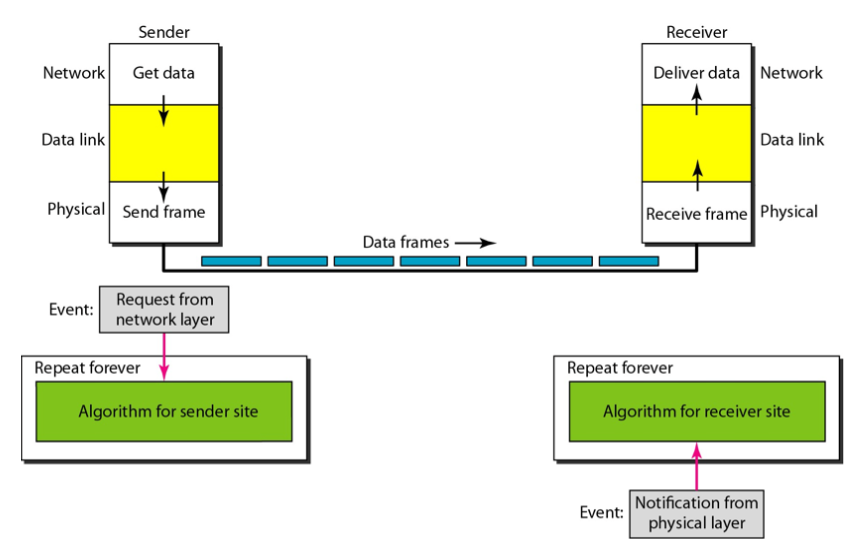 Sender
Receiver
Network
Get data
Deliver data
Network
Data link
Data link
Physical
Send frame
Receive frame
Physical
Data frames
Event:
Request from
network layer
Repeat forever
Algorithm for sender site
Repeat forever
Algorithm for receiver site
Event:
Notification from
physical layer